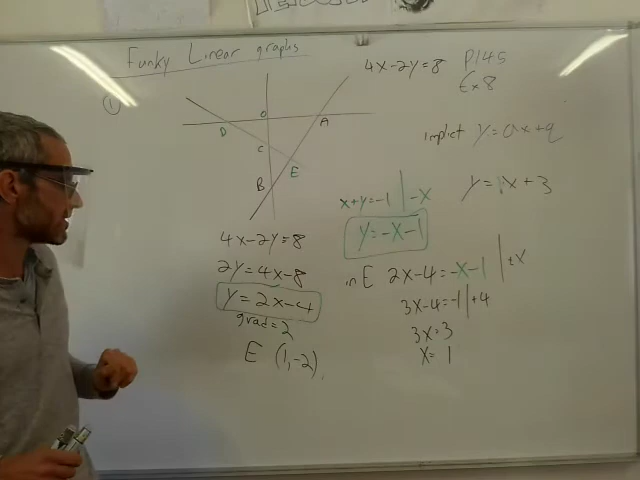 Funky Linear graphs
4x-2y=8
P145
Ex 8
①
O
D
A
C
E
B
implict y=ax+q
y=1x+3
x+y=-1 | -x
y=-x-1
4x-2y=8
2y=4x-8
y=2x-4
grad=2
E (1,-2)
in E 2x-4=-x-1 | +x
3x-4=-1 | +4
3x=3
x=1